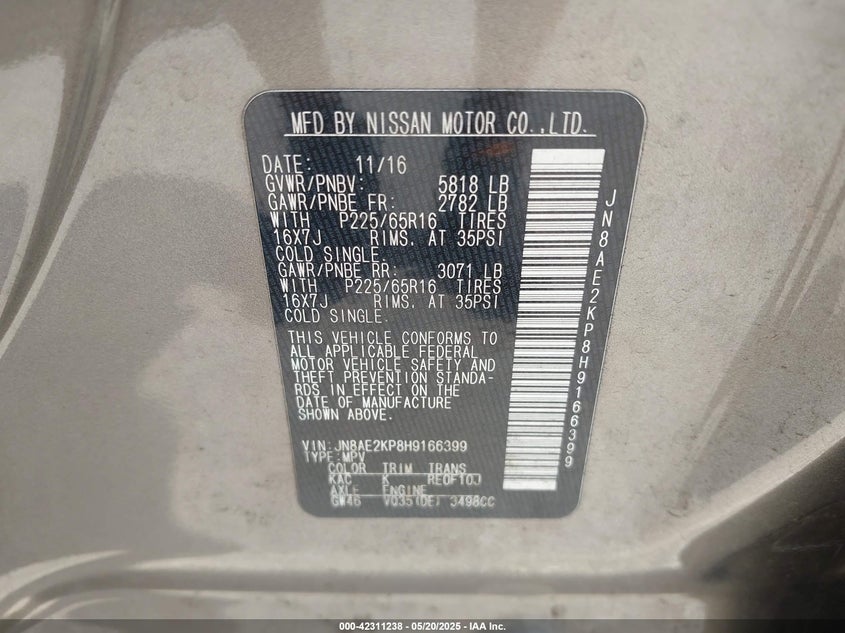 MFD BY NISSAN MOTOR CO.,LTD.
DATE: 11/16
GVWR/PNBV: 5818 LB
GAWR/PNBE FR: 2782 LB
WITH P225/65R16 TIRES
16X7J RIMS. AT 35PSI
COLD SINGLE.
GAWR/PNBE RR: 3071 LB
WITH P225/65R16 TIRES
16X7J RIMS. AT 35PSI
COLD SINGLE.
THIS VEHICLE CONFORMS TO
ALL APPLICABLE FEDERAL
MOTOR VEHICLE SAFETY AND
THEFT PREVENTION STANDA-
RDS IN EFFECT ON THE
DATE OF MANUFACTURE
SHOWN ABOVE.
VIN:JN8AE2KP8H9166399
TYPE:MPV
COLOR TRIM TRANS
KAC K RE0F10J
AXLE ENGINE
GW46 VQ35(DE) 3498CC
JN8AE2KP8H9166399
000-42311238 - 05/20/2025 - IAA Inc.